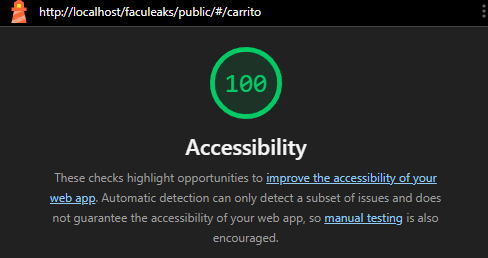 http://localhost/faculeaks/public/#/carrito
100
Accessibility
These checks highlight opportunities to improve the accessibility of your
web app. Automatic detection can only detect a subset of issues and does
not guarantee the accessibility of your web app, so manual testing is also
encouraged.